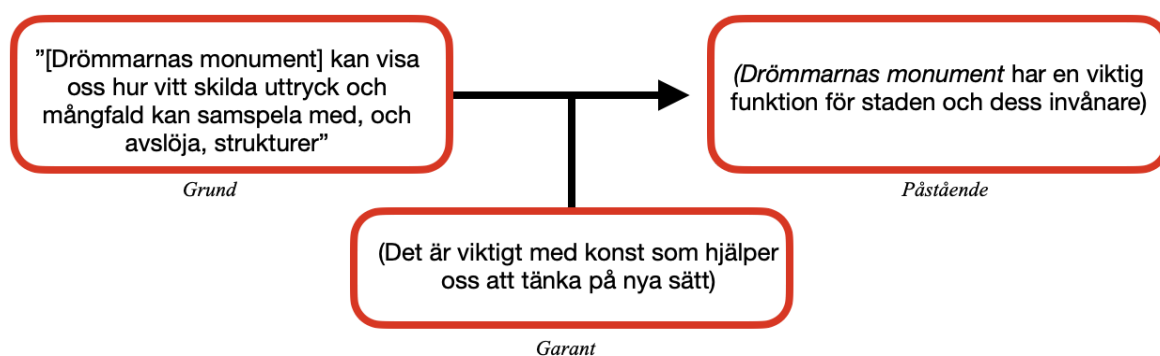 ”[Drömmarnas monument] kan visa
oss hur vitt skilda uttryck och
mångfald kan samspela med, och
avslöja, strukturer”
Grund
(Drömmarnas monument har en viktig
funktion för staden och dess invånare)
Påstående
(Det är viktigt med konst som hjälper
oss att tänka på nya sätt)
Garant